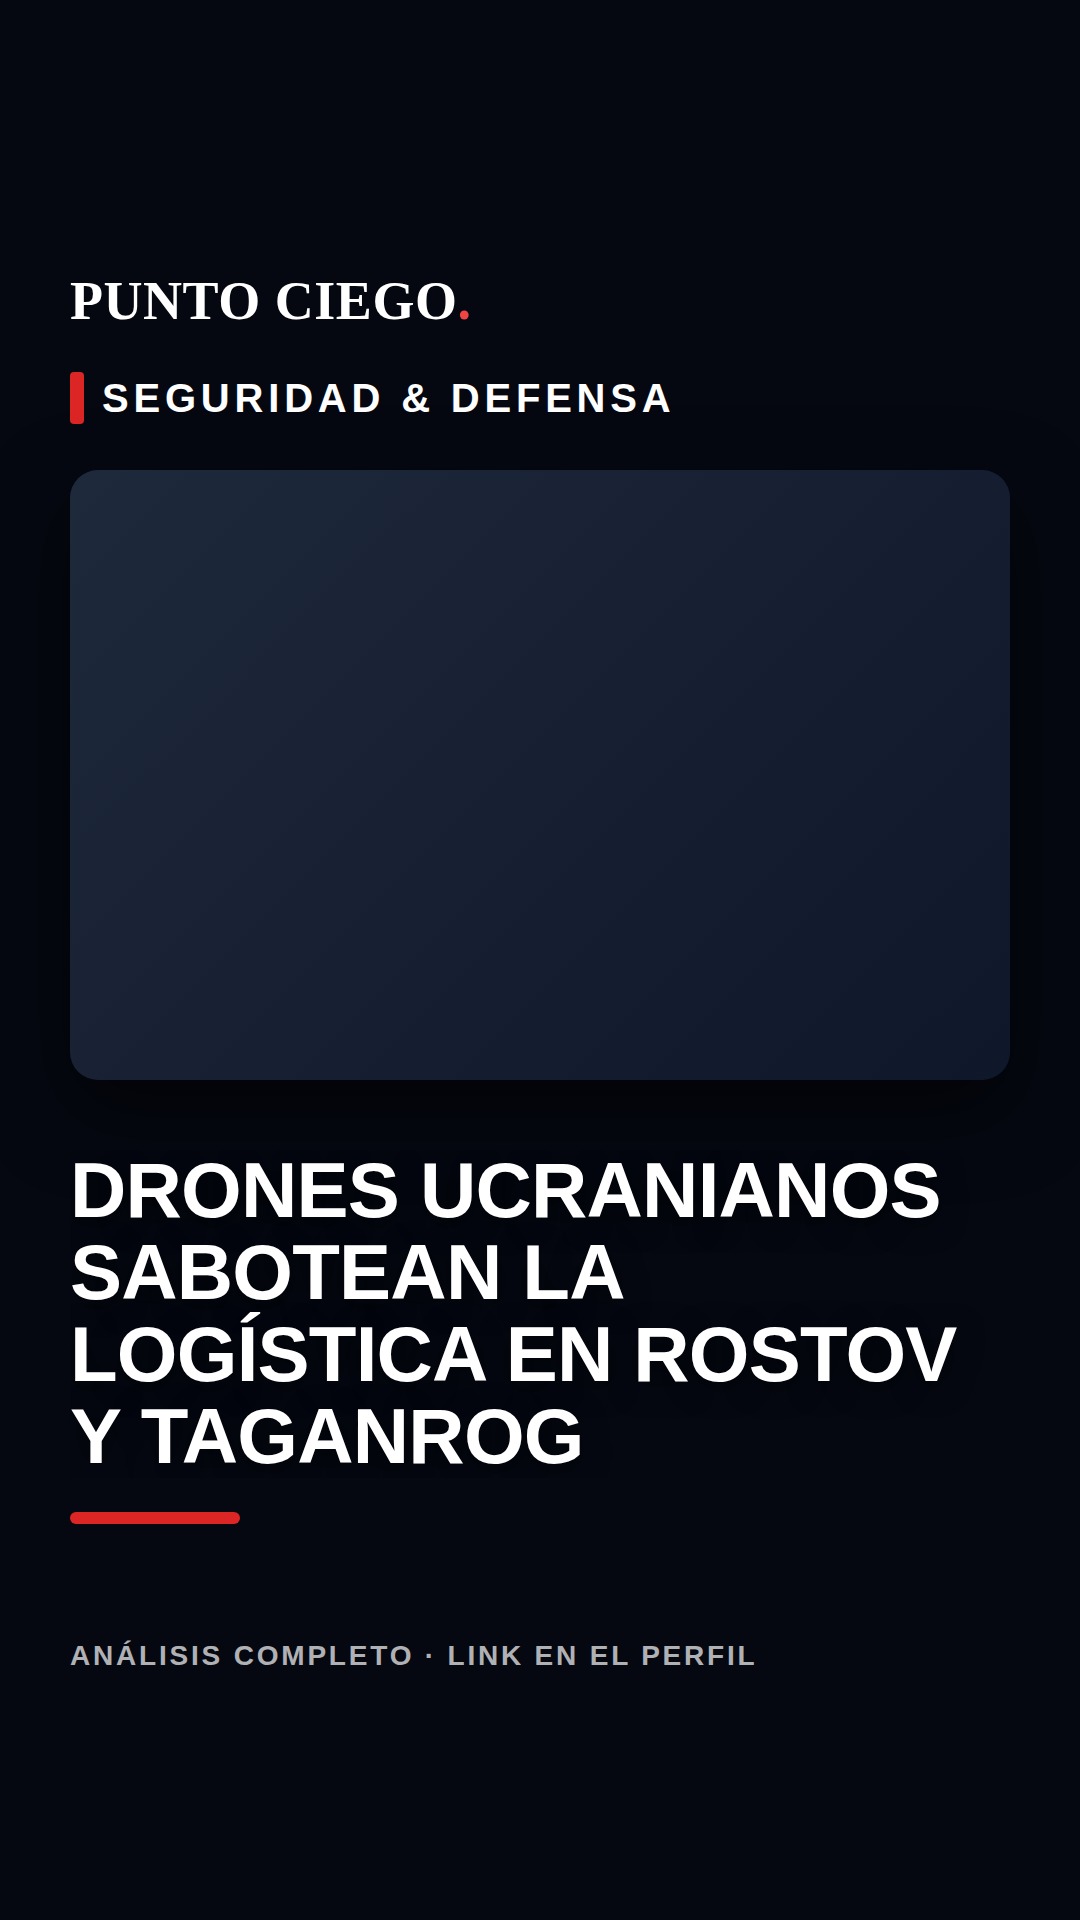 PUNTO CIEGO.
SEGURIDAD & DEFENSA
DRONES UCRANIANOS
SABOTEAN LA
LOGÍSTICA EN ROSTOV
Y TAGANROG
ANÁLISIS COMPLETO · LINK EN EL PERFIL